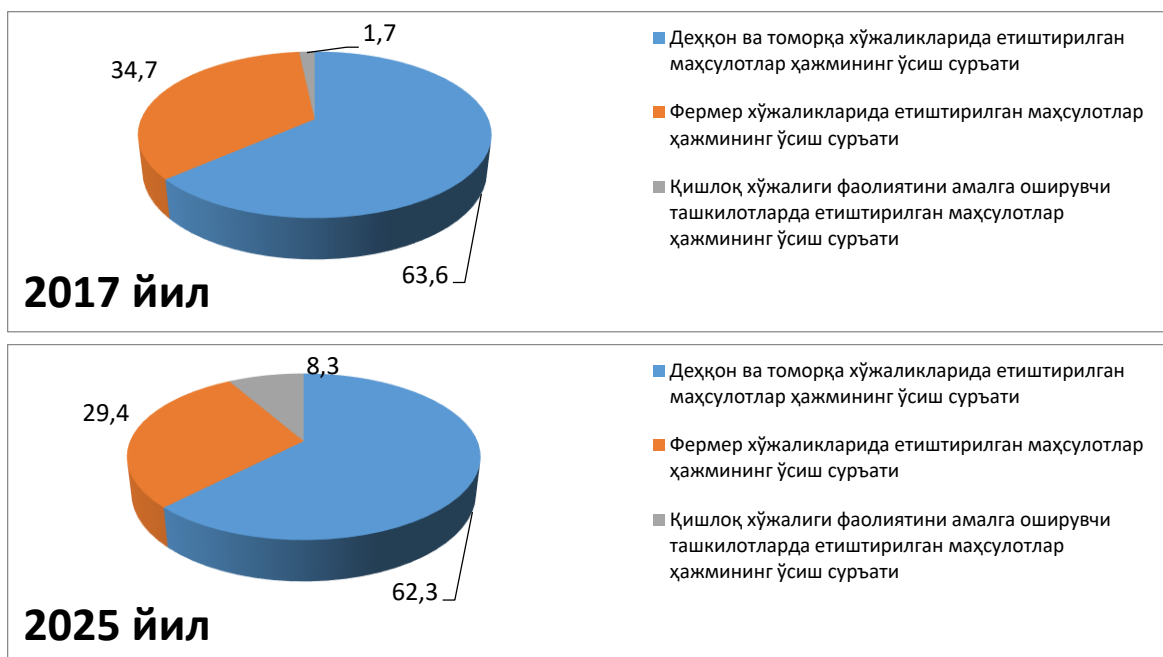 1,7
34,7
63,6
2017 йил
Деҳқон ва томорқа хўжаликларида етиштирилган
маҳсулотлар ҳажмининг ўсиш суръати
Фермер хўжаликларида етиштирилган маҳсулотлар
ҳажмининг ўсиш суръати
Қишлоқ хўжалиги фаолиятини амалга оширувчи
ташкилотларда етиштирилган маҳсулотлар
ҳажмининг ўсиш суръати
8,3
29,4
62,3
2025 йил
Деҳқон ва томорқа хўжаликларида етиштирилган
маҳсулотлар ҳажмининг ўсиш суръати
Фермер хўжаликларида етиштирилган маҳсулотлар
ҳажмининг ўсиш суръати
Қишлоқ хўжалиги фаолиятини амалга оширувчи
ташкилотларда етиштирилган маҳсулотлар
ҳажмининг ўсиш суръати